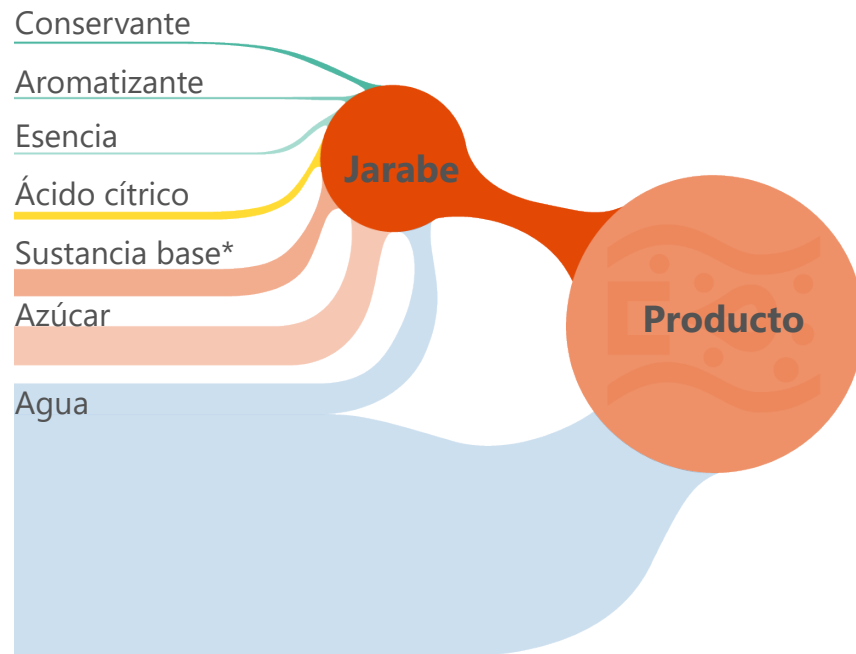 Conservante
Aromatizante
Esencia
Ácido cítrico
Sustancia base*
Azúcar
Agua
Jarabe
Producto